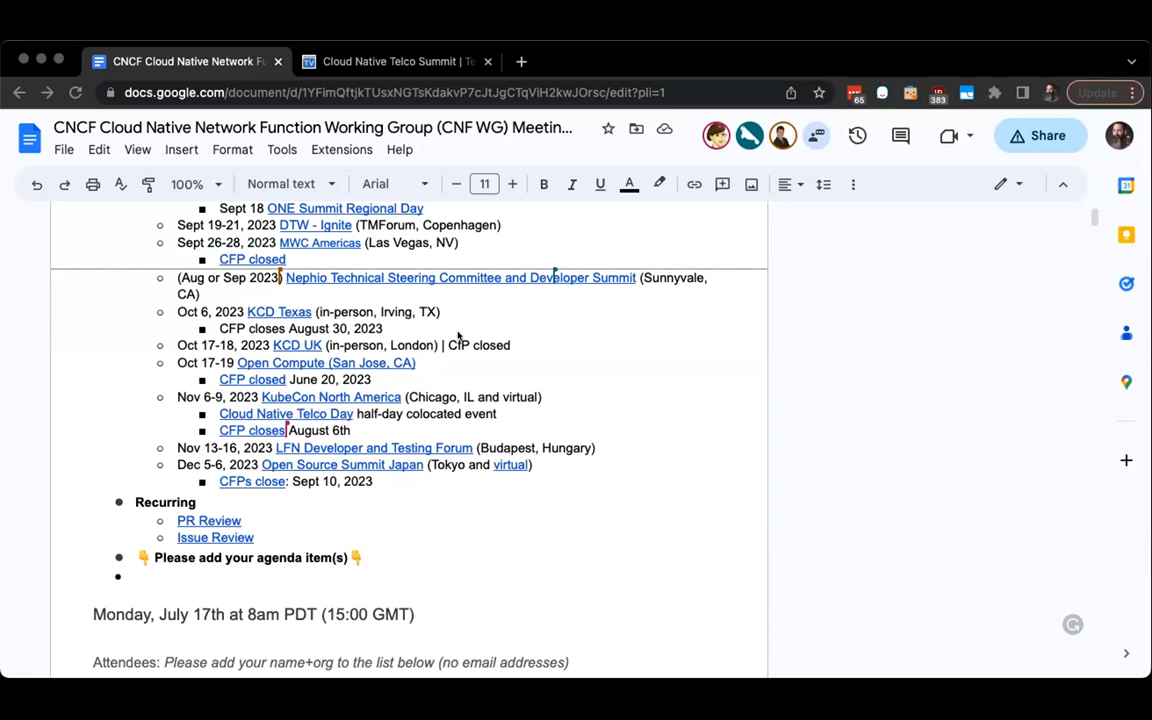 CNCF Cloud Native Network Fu
Cloud Native Telco Summit | Te
docs.google.com/document/d/1YFimQftjkTUsxNGTsKdakvP7cJtJgCTqViH2kwJOrsc/edit?pli=1
65
383
Update
CNCF Cloud Native Network Function Working Group (CNF WG) Meetin...
File Edit View Insert Format Tools Extensions Help
Share
100% Normal text Arial 11 B I U A
Sept 18 ONE Summit Regional Day
Sept 19-21, 2023 DTW - Ignite (TMForum, Copenhagen)
Sept 26-28, 2023 MWC Americas (Las Vegas, NV)
CFP closed
(Aug or Sep 2023) Nephio Technical Steering Committee and Developer Summit (Sunnyvale,
CA)
Oct 6, 2023 KCD Texas (in-person, Irving, TX)
CFP closes August 30, 2023
Oct 17-18, 2023 KCD UK (in-person, London) | CfP closed
Oct 17-19 Open Compute (San Jose, CA)
CFP closed June 20, 2023
Nov 6-9, 2023 KubeCon North America (Chicago, IL and virtual)
Cloud Native Telco Day half-day colocated event
CFP closes August 6th
Nov 13-16, 2023 LFN Developer and Testing Forum (Budapest, Hungary)
Dec 5-6, 2023 Open Source Summit Japan (Tokyo and virtual)
CFPs close: Sept 10, 2023
Recurring
PR Review
Issue Review
👇 Please add your agenda item(s)👇
Monday, July 17th at 8am PDT (15:00 GMT)
Attendees: Please add your name+org to the list below (no email addresses)